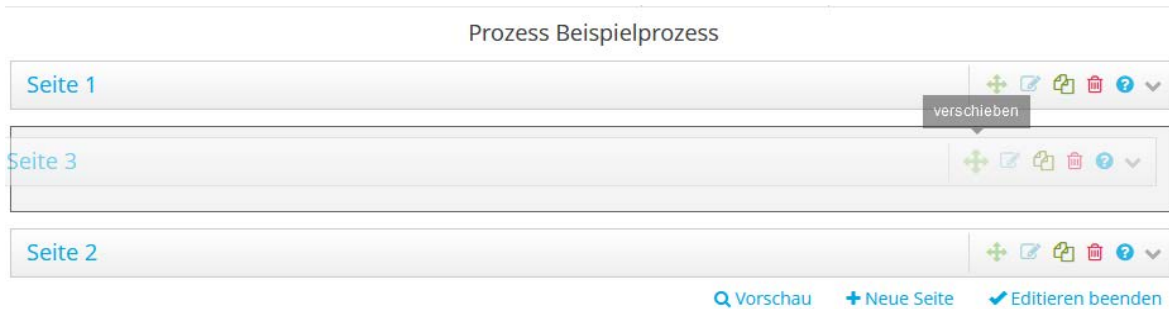 Prozess Beispielprozess
Seite 1
verschieben
Seite 3
Seite 2
Vorschau Neue Seite Editieren beenden